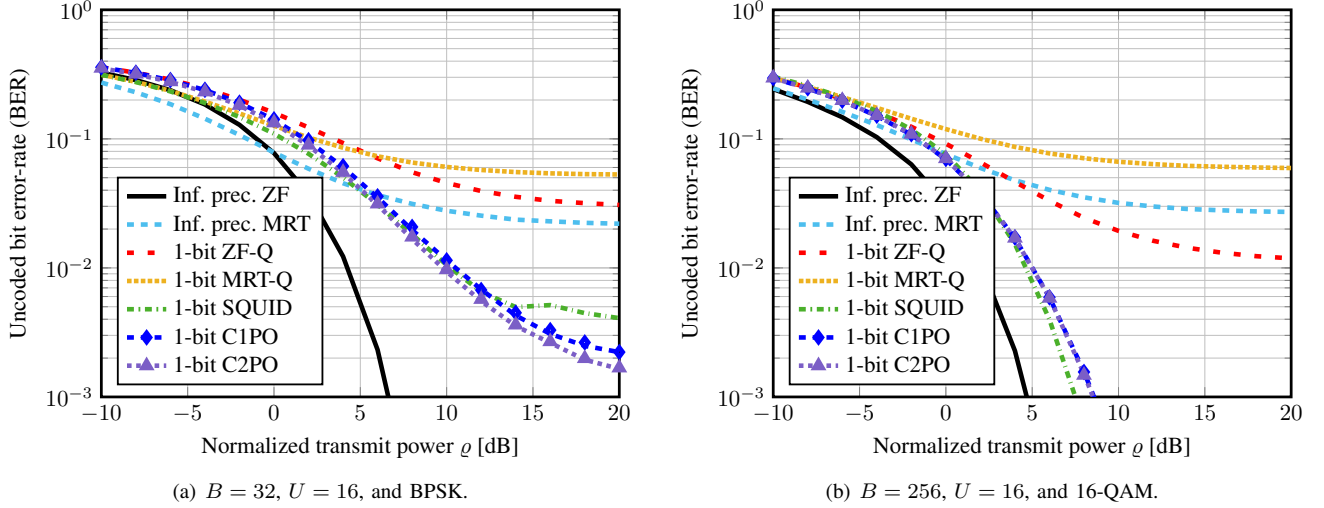 10^0
10^{-1}
10^{-2}
10^{-3}
Uncoded bit error-rate (BER)
Inf. prec. ZF
Inf. prec. MRT
1-bit ZF-Q
1-bit MRT-Q
1-bit SQUID
1-bit C1PO
1-bit C2PO
−10 −5 0 5 10 15 20
Normalized transmit power ϱ [dB]
(a) B = 32, U = 16, and BPSK.
10^0
10^{-1}
10^{-2}
10^{-3}
Uncoded bit error-rate (BER)
Inf. prec. ZF
Inf. prec. MRT
1-bit ZF-Q
1-bit MRT-Q
1-bit SQUID
1-bit C1PO
1-bit C2PO
−10 −5 0 5 10 15 20
Normalized transmit power ϱ [dB]
(b) B = 256, U = 16, and 16-QAM.